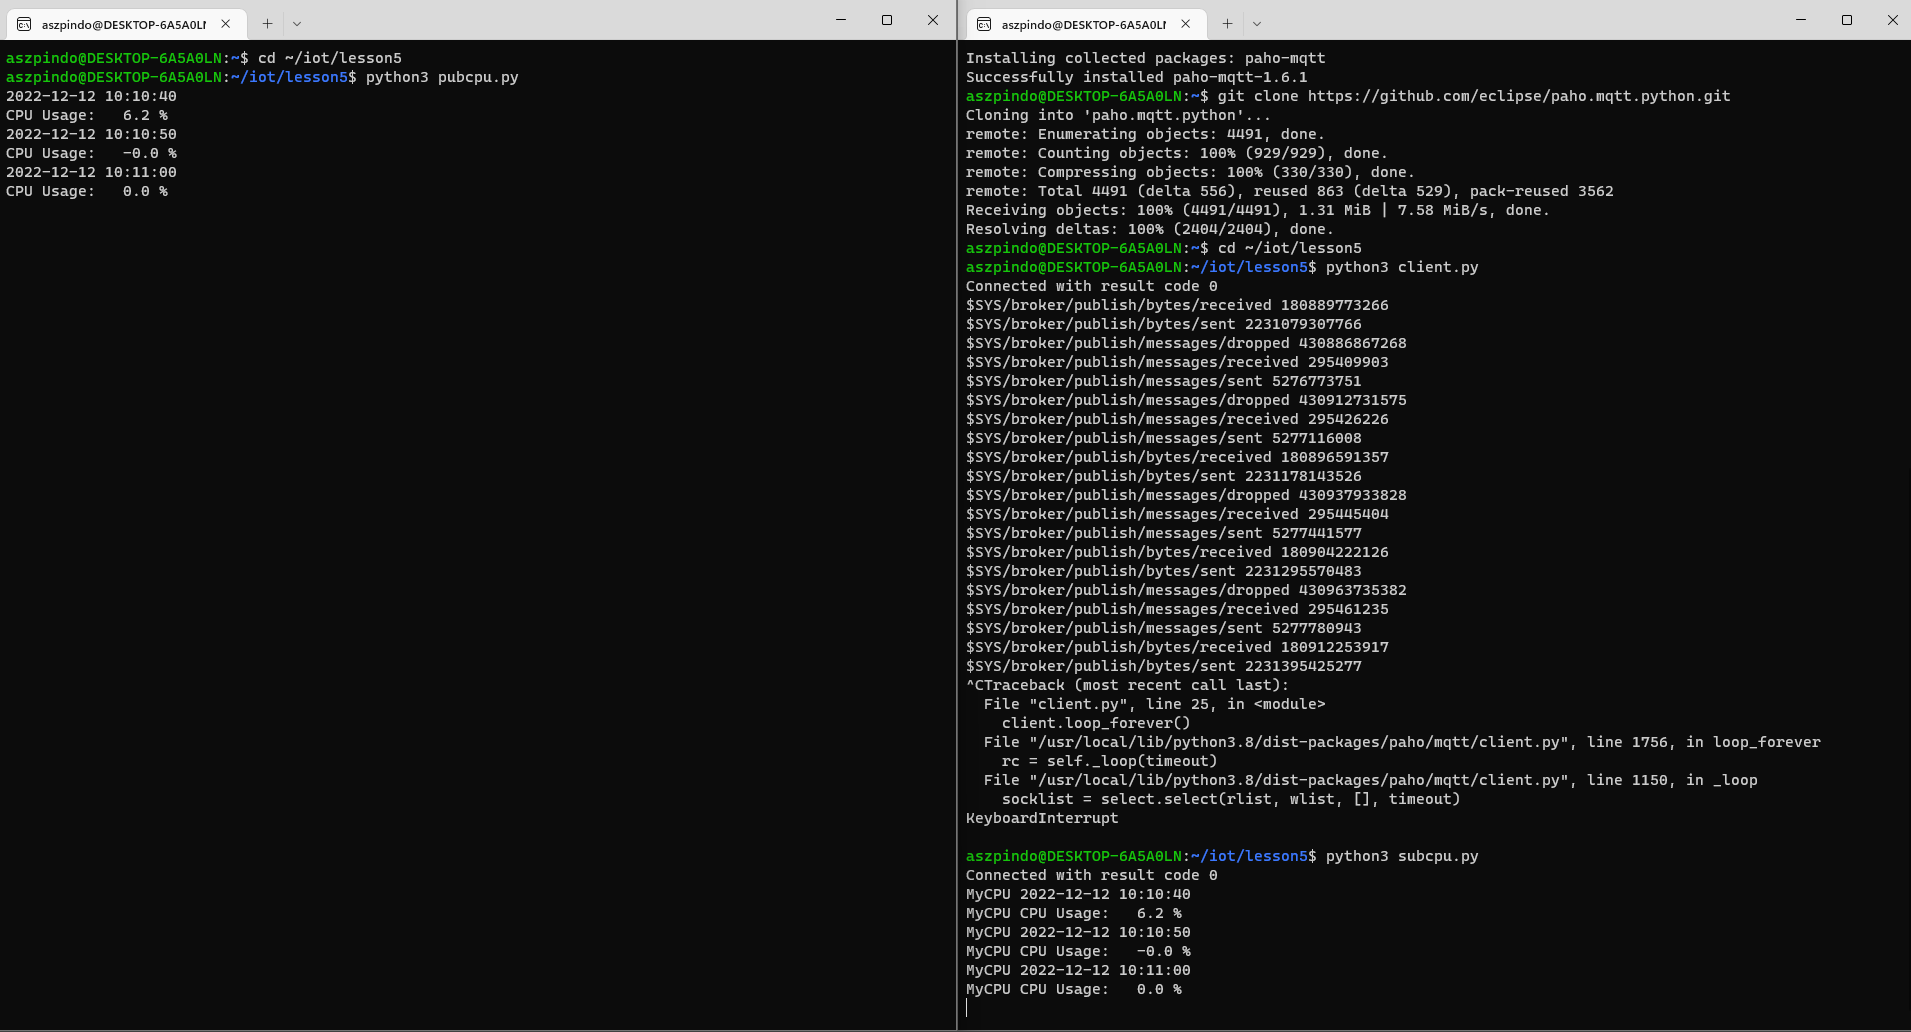 aszpindo@DESKTOP-6A5A0LN
aszpindo@DESKTOP-6A5A0LN:~$ cd ~/iot/lesson5
aszpindo@DESKTOP-6A5A0LN:~/iot/lesson5$ python3 pubcpu.py
2022-12-12 10:10:40
CPU Usage:   6.2 %
2022-12-12 10:10:50
CPU Usage:   -0.0 %
2022-12-12 10:11:00
CPU Usage:   0.0 %
aszpindo@DESKTOP-6A5A0LN
Installing collected packages: paho-mqtt
Successfully installed paho-mqtt-1.6.1
aszpindo@DESKTOP-6A5A0LN:~$ git clone https://github.com/eclipse/paho.mqtt.python.git
Cloning into 'paho.mqtt.python'...
remote: Enumerating objects: 4491, done.
remote: Counting objects: 100% (929/929), done.
remote: Compressing objects: 100% (330/330), done.
remote: Total 4491 (delta 556), reused 863 (delta 529), pack-reused 3562
Receiving objects: 100% (4491/4491), 1.31 MiB | 7.58 MiB/s, done.
Resolving deltas: 100% (2404/2404), done.
aszpindo@DESKTOP-6A5A0LN:~$ cd ~/iot/lesson5
aszpindo@DESKTOP-6A5A0LN:~/iot/lesson5$ python3 client.py
Connected with result code 0
$SYS/broker/publish/bytes/received 180889773266
$SYS/broker/publish/bytes/sent 2231079307766
$SYS/broker/publish/messages/dropped 430886867268
$SYS/broker/publish/messages/received 295409903
$SYS/broker/publish/messages/sent 5276773751
$SYS/broker/publish/messages/dropped 430912731575
$SYS/broker/publish/messages/received 295426226
$SYS/broker/publish/messages/sent 5277116008
$SYS/broker/publish/bytes/received 180896591357
$SYS/broker/publish/bytes/sent 2231178143526
$SYS/broker/publish/messages/dropped 430937933828
$SYS/broker/publish/messages/received 295445404
$SYS/broker/publish/messages/sent 5277441577
$SYS/broker/publish/bytes/received 180904222126
$SYS/broker/publish/bytes/sent 2231295570483
$SYS/broker/publish/messages/dropped 430963735382
$SYS/broker/publish/messages/received 295461235
$SYS/broker/publish/messages/sent 5277780943
$SYS/broker/publish/bytes/received 180912253917
$SYS/broker/publish/bytes/sent 2231395425277
^CTraceback (most recent call last):
  File "client.py", line 25, in <module>
    client.loop_forever()
  File "/usr/local/lib/python3.8/dist-packages/paho/mqtt/client.py", line 1756, in loop_forever
    rc = self._loop(timeout)
  File "/usr/local/lib/python3.8/dist-packages/paho/mqtt/client.py", line 1150, in _loop
    socklist = select.select(rlist, wlist, [], timeout)
KeyboardInterrupt
aszpindo@DESKTOP-6A5A0LN:~/iot/lesson5$ python3 subcpu.py
Connected with result code 0
MyCPU 2022-12-12 10:10:40
MyCPU CPU Usage:   6.2 %
MyCPU 2022-12-12 10:10:50
MyCPU CPU Usage:   -0.0 %
MyCPU 2022-12-12 10:11:00
MyCPU CPU Usage:   0.0 %